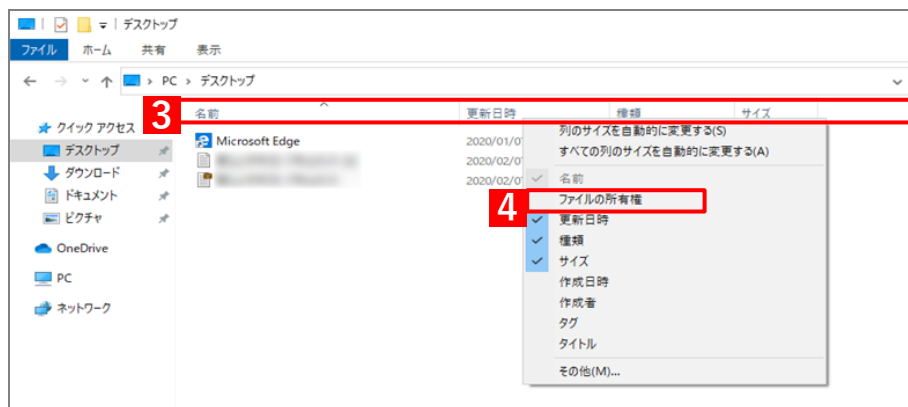 デスクトップ
ファイル ホーム 共有 表示
PC › デスクトップ
3
名前 更新日時 種類 サイズ
クイック アクセス
デスクトップ
ダウンロード
ドキュメント
ピクチャ
OneDrive
PC
ネットワーク
Microsoft Edge 2020/01/0
2020/02/0
2020/02/0
列のサイズを自動的に変更する(S)
すべての列のサイズを自動的に変更する(A)
名前
4
ファイルの所有権
更新日時
種類
サイズ
作成日時
作成者
タグ
タイトル
その他(M)...